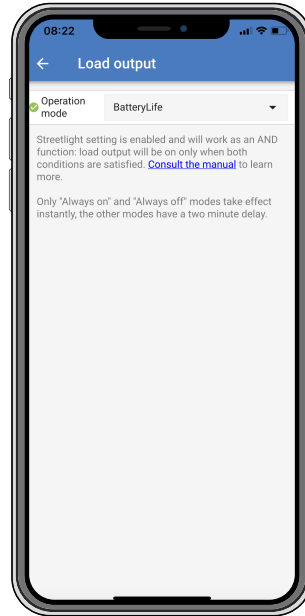 08:22
Load output
Operation
mode
BatteryLife
Streetlight setting is enabled and will work as an AND
function: load output will be on only when both
conditions are satisfied. Consult the manual to learn
more.
Only "Always on" and "Always off" modes take effect
instantly, the other modes have a two minute delay.